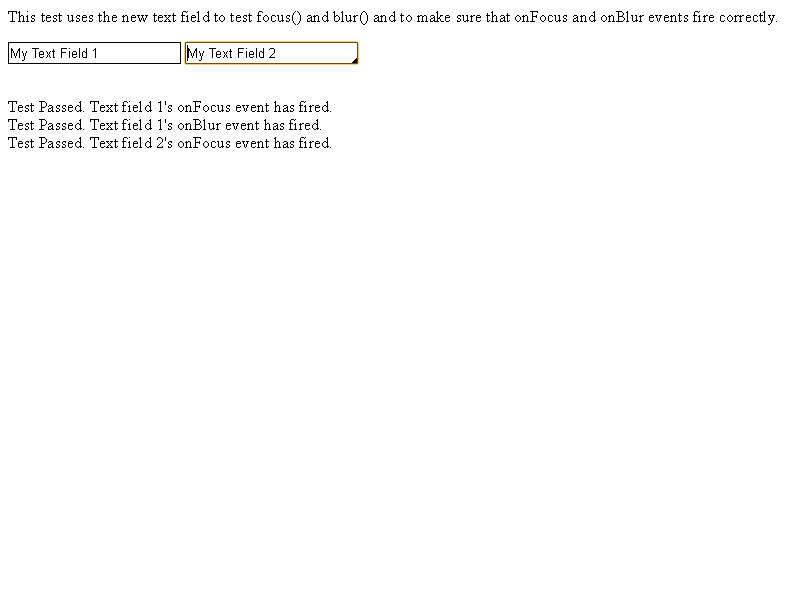 This test uses the new text field to test focus() and blur() and to make sure that onFocus and onBlur events fire correctly.
My Text Field 1 My Text Field 2
Test Passed. Text field 1's onFocus event has fired.
Test Passed. Text field 1's onBlur event has fired.
Test Passed. Text field 2's onFocus event has fired.